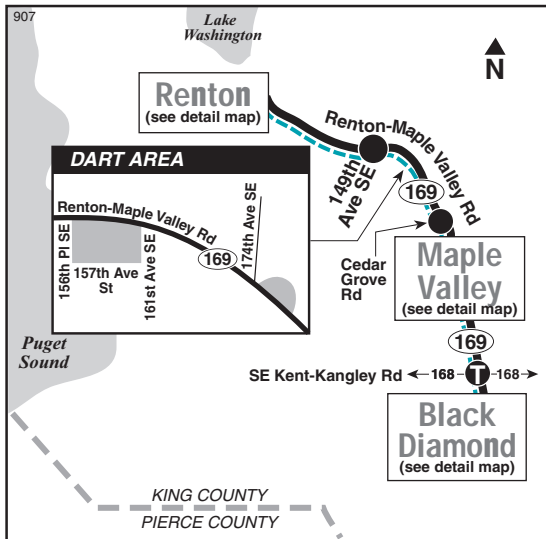 907
Lake
Washington
N
Renton
(see detail map)
Renton-Maple Valley Rd
149th
Ave SE
169
DART AREA
Renton-Maple Valley Rd
174th Ave SE
169
156th Pl SE
157th Ave
St
161st Ave SE
Cedar
Grove
Rd
Maple
Valley
(see detail map)
169
Puget
Sound
SE Kent-Kangley Rd
168
T
168
Black
Diamond
(see detail map)
KING COUNTY
PIERCE COUNTY